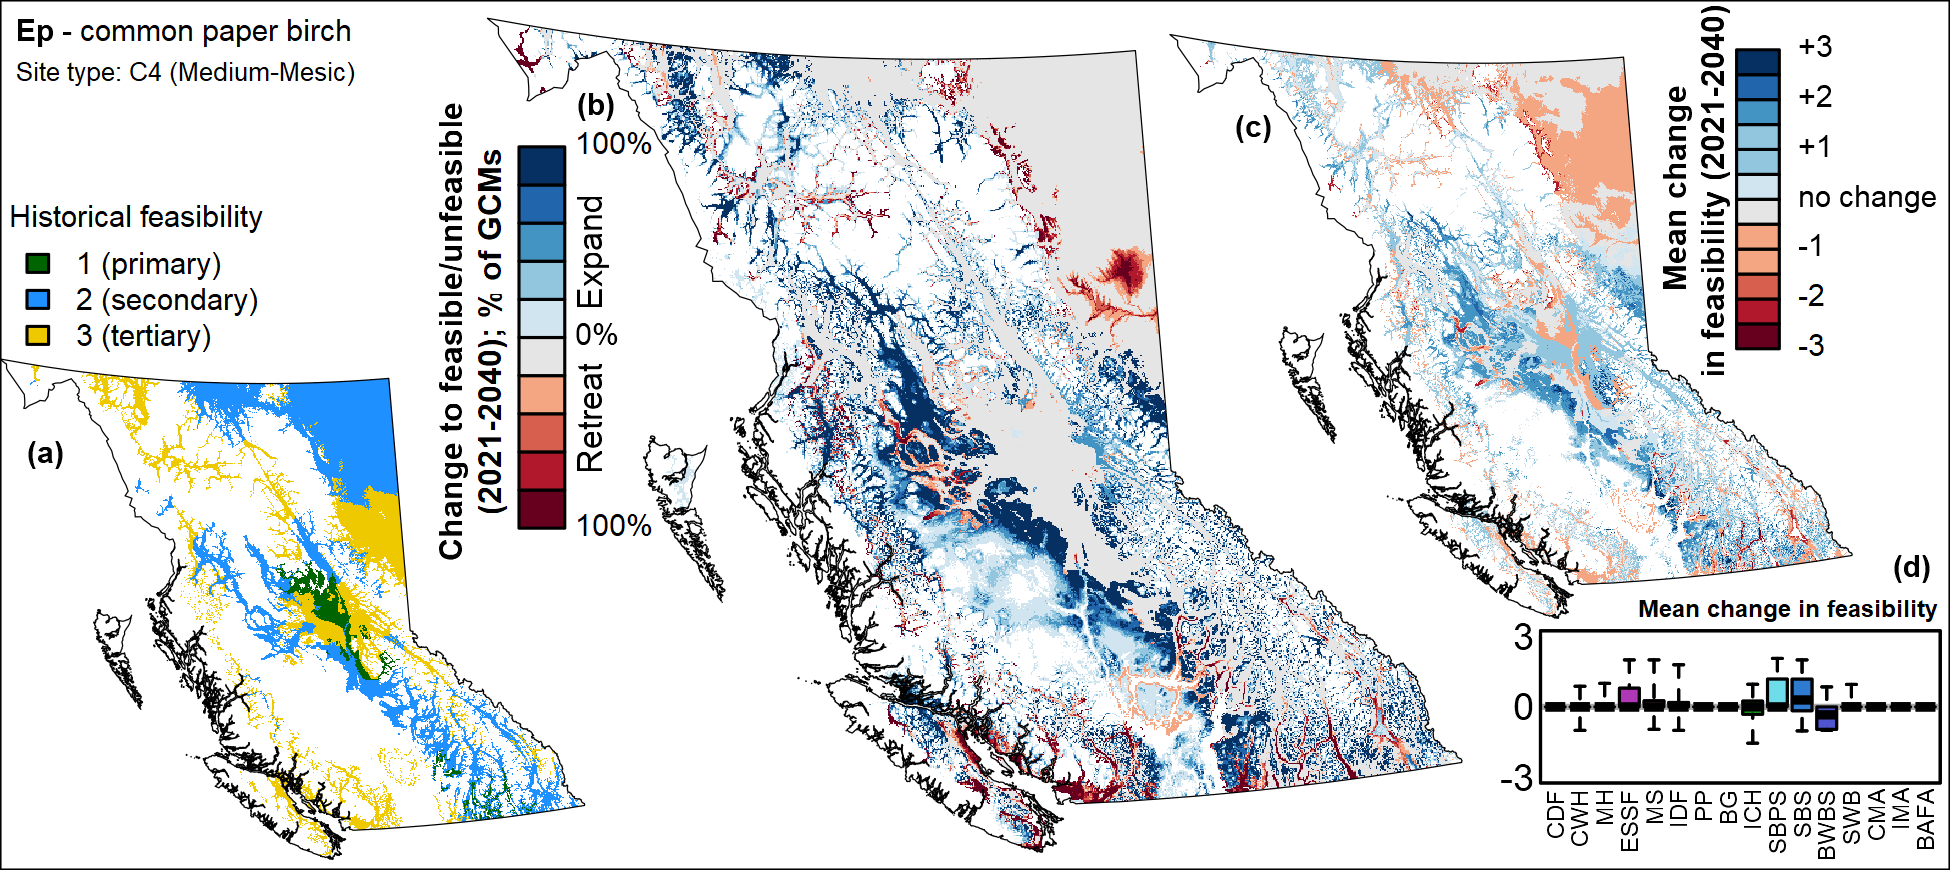 Ep - common paper birch
Site type: C4 (Medium-Mesic)
Historical feasibility
1 (primary)
2 (secondary)
3 (tertiary)
(a)
Change to feasible/unfeasible
(2021-2040); % of GCMs
100%
Expand
0%
Retreat
100%
(b)
(c)
Mean change
in feasibility (2021-2040)
+3
+2
+1
no change
-1
-2
-3
(d)
Mean change in feasibility
3
0
-3
CDF
CWH
MH
ESSF
MS
IDF
PP
BG
ICH
SBPS
SBS
BWBS
SWB
CMA
IMA
BAFA